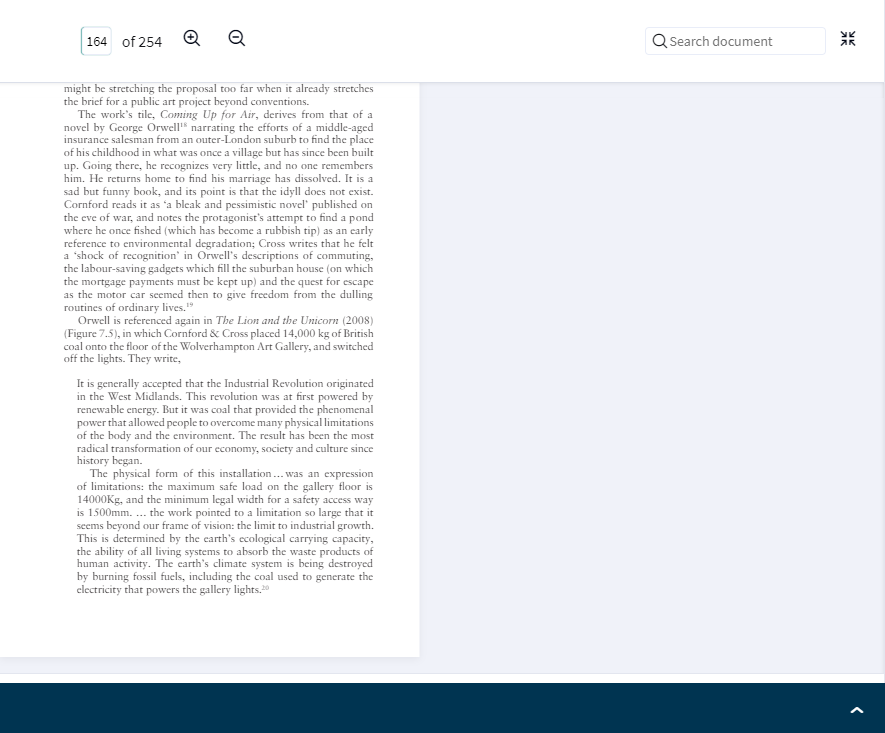 164 of 254
Search document
might be stretching the proposal too far when it already stretches
the brief for a public art project beyond conventions.
The work's tile, Coming Up for Air, derives from that of a
novel by George Orwell¹⁸ narrating the efforts of a middle-aged
insurance salesman from an outer-London suburb to find the place
of his childhood in what was once a village but has since been built
up. Going there, he recognizes very little, and no one remembers
him. He returns home to find his marriage has dissolved. It is a
sad but funny book, and its point is that the idyll does not exist.
Cornford reads it as 'a bleak and pessimistic novel' published on
the eve of war, and notes the protagonist's attempt to find a pond
where he once fished (which has become a rubbish tip) as an early
reference to environmental degradation; Cross writes that he felt
a 'shock of recognition' in Orwell's descriptions of commuting,
the labour-saving gadgets which fill the suburban house (on which
the mortgage payments must be kept up) and the quest for escape
as the motor car seemed then to give freedom from the dulling
routines of ordinary lives.¹⁹
Orwell is referenced again in The Lion and the Unicorn (2008)
(Figure 7.5), in which Cornford & Cross placed 14,000 kg of British
coal onto the floor of the Wolverhampton Art Gallery, and switched
off the lights. They write,
It is generally accepted that the Industrial Revolution originated
in the West Midlands. This revolution was at first powered by
renewable energy. But it was coal that provided the phenomenal
power that allowed people to overcome many physical limitations
of the body and the environment. The result has been the most
radical transformation of our economy, society and culture since
history began.
The physical form of this installation … was an expression
of limitations: the maximum safe load on the gallery floor is
14000Kg, and the minimum legal width for a safety access way
is 1500mm. … the work pointed to a limitation so large that it
seems beyond our frame of vision: the limit to industrial growth.
This is determined by the earth's ecological carrying capacity,
the ability of all living systems to absorb the waste products of
human activity. The earth's climate system is being destroyed
by burning fossil fuels, including the coal used to generate the
electricity that powers the gallery lights.²⁰